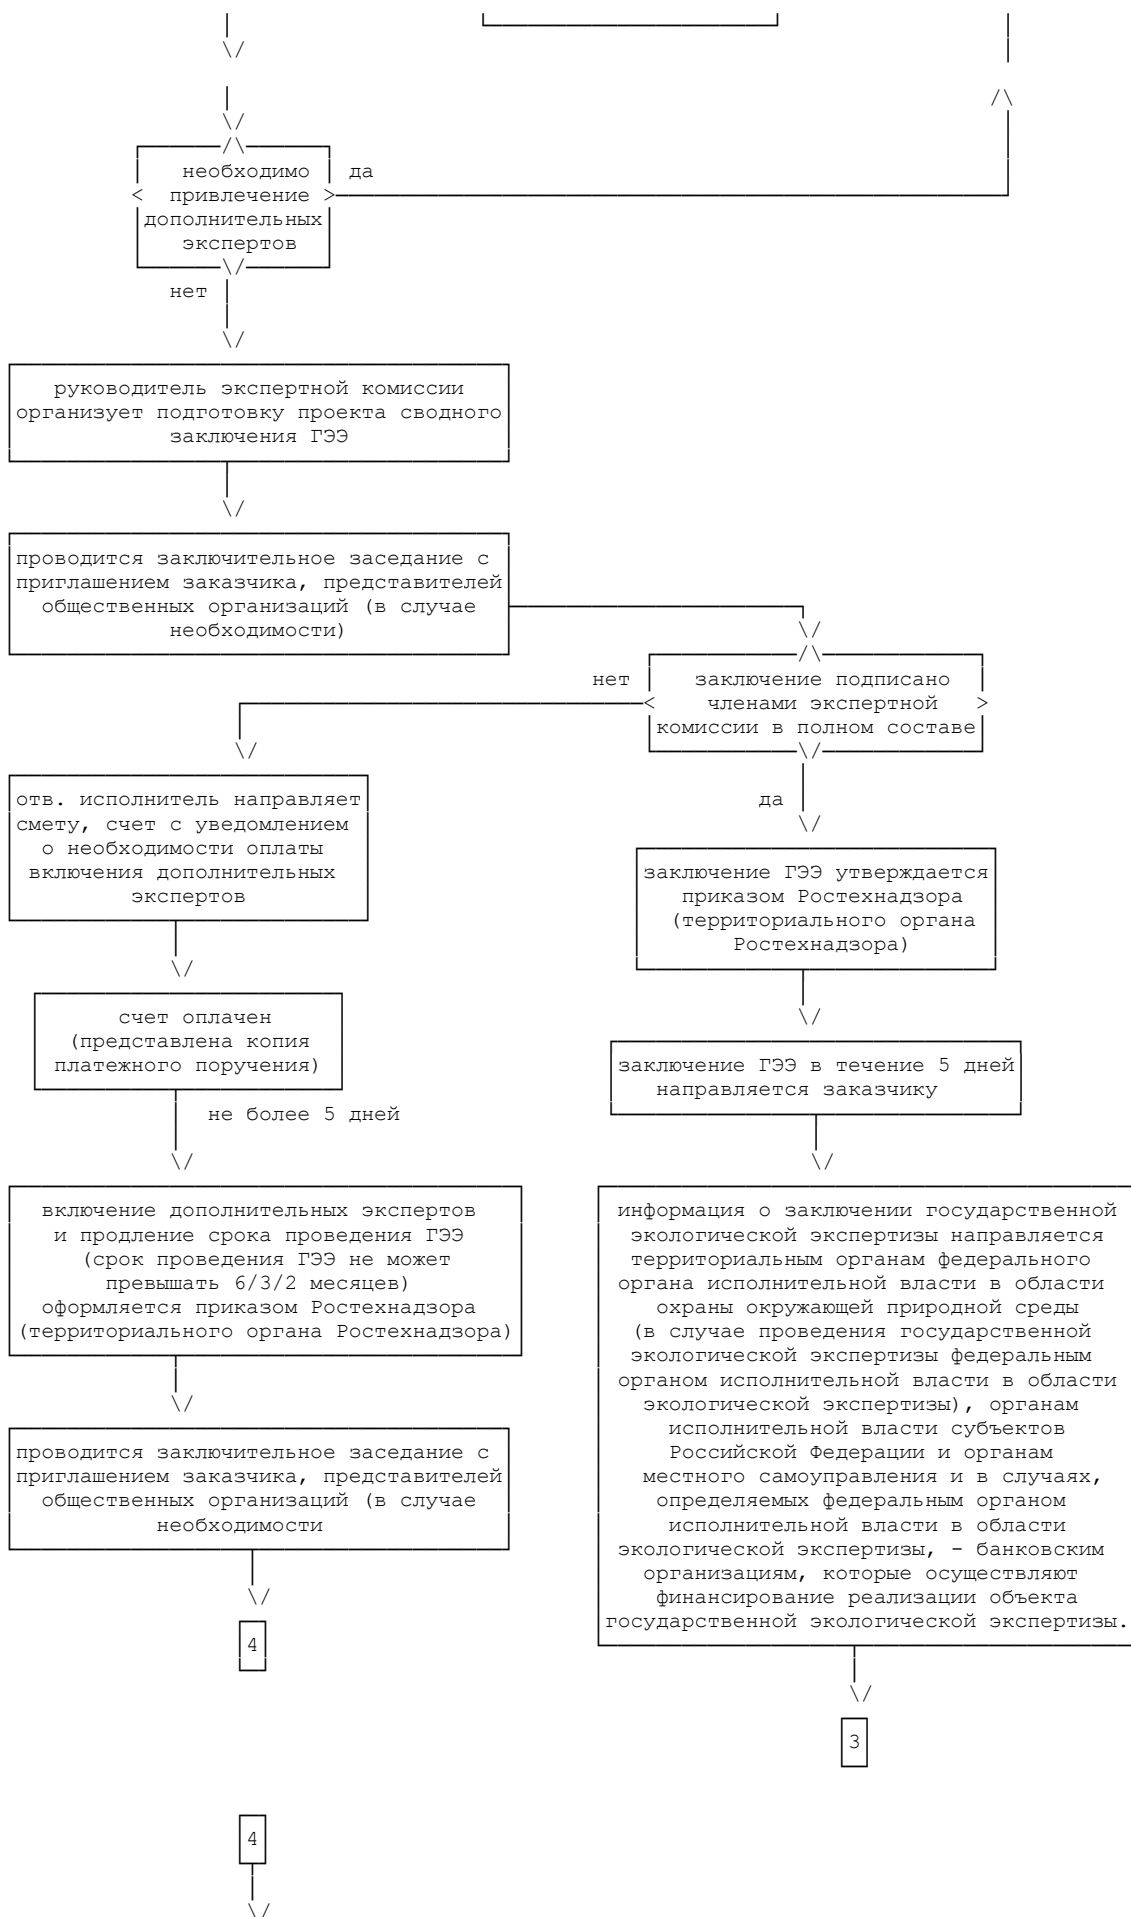 необходимо
да
привлечение
дополнительных
экспертов
нет
руководитель экспертной комиссии
организует подготовку проекта сводного
заключения ГЭЭ
проводится заключительное заседание с
приглашением заказчика, представителей
общественных организаций (в случае
необходимости)
нет
заключение подписано
членами экспертной
комиссии в полном составе
отв. исполнитель направляет
смету, счет с уведомлением
о необходимости оплаты
включения дополнительных
экспертов
да
заключение ГЭЭ утверждается
приказом Ростехнадзора
(территориального органа
Ростехнадзора)
счет оплачен
(представлена копия
платежного поручения)
не более 5 дней
заключение ГЭЭ в течение 5 дней
направляется заказчику
включение дополнительных экспертов
и продление срока проведения ГЭЭ
(срок проведения ГЭЭ не может
превышать 6/3/2 месяцев)
оформляется приказом Ростехнадзора
(территориального органа Ростехнадзора)
проводится заключительное заседание с
приглашением заказчика, представителей
общественных организаций (в случае
необходимости
4
информация о заключении государственной
экологической экспертизы направляется
территориальным органам федерального
органа исполнительной власти в области
охраны окружающей природной среды
(в случае проведения государственной
экологической экспертизы федеральным
органом исполнительной власти в области
экологической экспертизы), органам
исполнительной власти субъектов
Российской Федерации и органам
местного самоуправления и в случаях,
определяемых федеральным органом
исполнительной власти в области
экологической экспертизы, - банковским
организациям, которые осуществляют
финансирование реализации объекта
государственной экологической экспертизы.
3
4